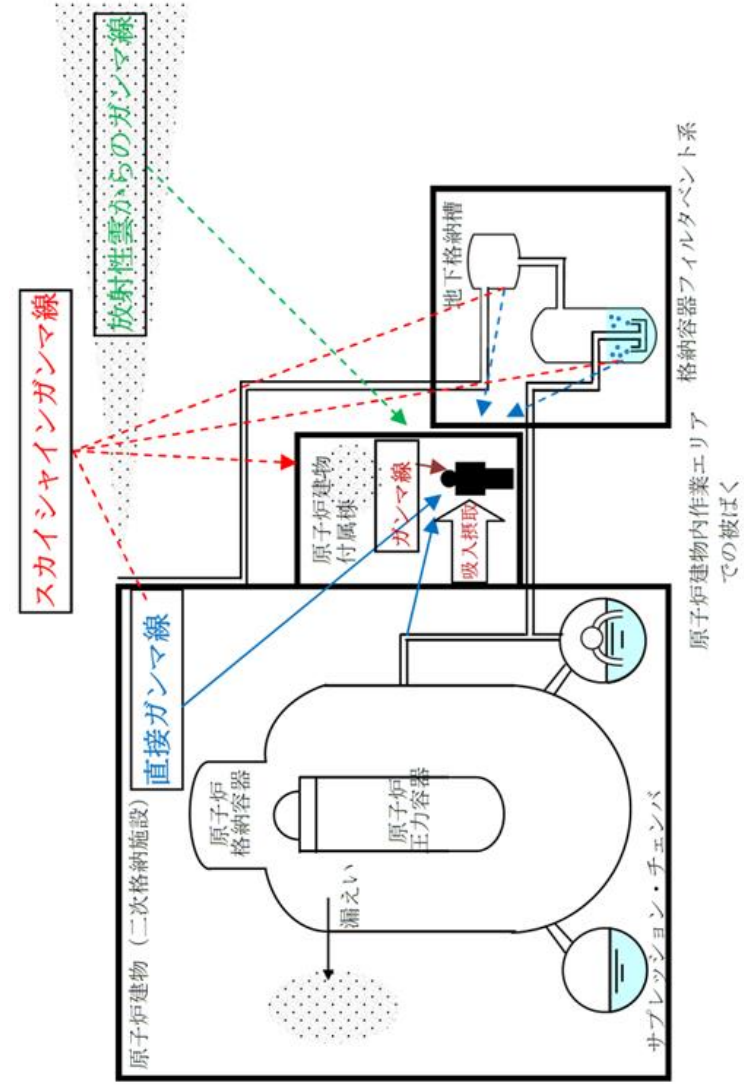 スカイシャインガンマ線
放射性雲からのガンマ線
直接ガンマ線
原子炉建物(二次格納施設)
原子炉
格納容器
原子炉
圧力容器
漏えい
サプレッション・チェンバ
原子炉建物
付属棟
ガンマ線
吸入摂取
地下格納槽
格納容器フィルタベント系
原子炉建物内作業エリア
での被ばく